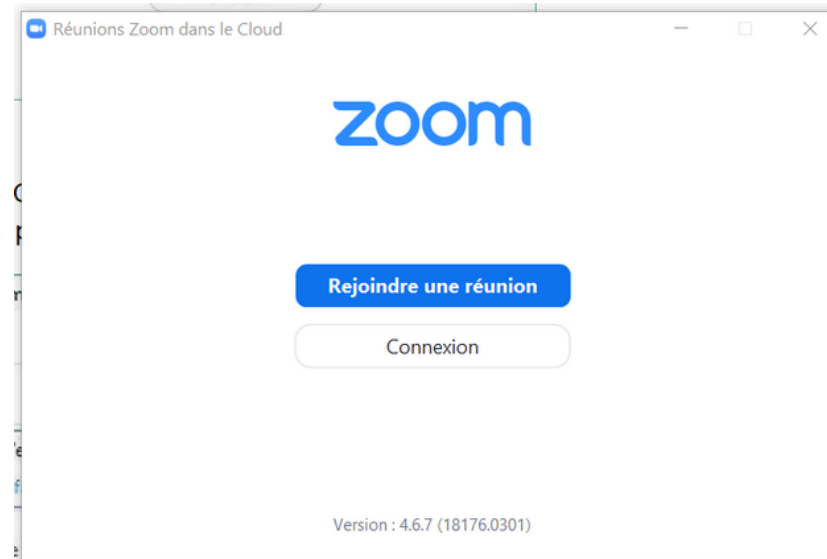 Réunions Zoom dans le Cloud
zoom
Rejoindre une réunion
Connexion
Version : 4.6.7 (18176.0301)